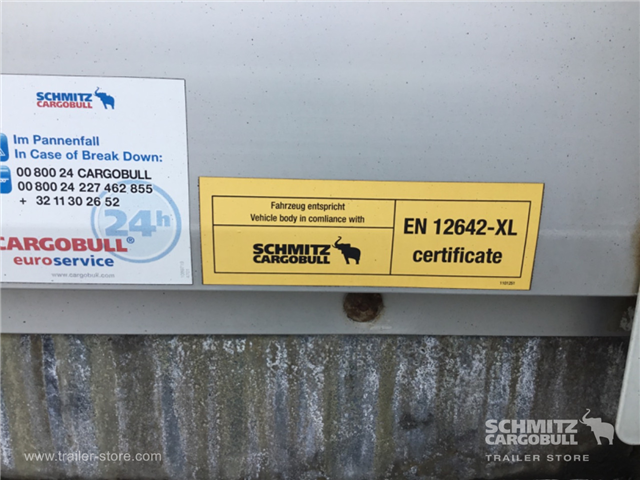 SCHMITZ
CARGOBULL
Im Pannenfall
In Case of Break Down:
00 800 24 CARGOBULL
00 800 24 227 462 855
+ 32 11 30 26 52
24h
CARGOBULL®
euroservice
www.cargobull.com
Fahrzeug entspricht
Vehicle body in comliance with
SCHMITZ
CARGOBULL
EN 12642-XL
certificate
www.trailer-store.com
SCHMITZ
CARGOBULL
TRAILER STORE